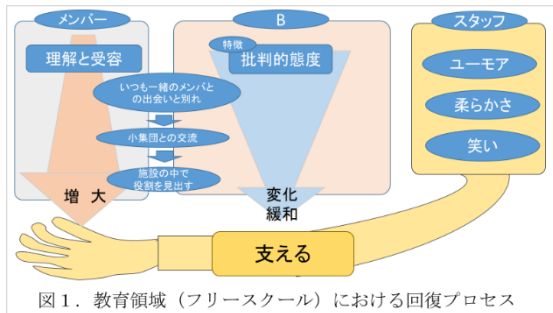 メンバー
理解と受容
増 大
B
特徴
批判的態度
いつも一緒のメンバと
の出会いと別れ
小集団との交流
施設の中で
役割を見出す
変化
緩和
スタッフ
ユーモア
柔らかさ
笑い
支える
図1．教育領域（フリースクール）における回復プロセス